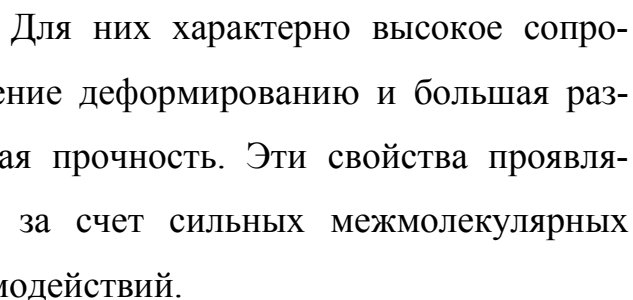 Для них характерно высокое сопро-
ение деформированию и большая раз-
ая прочность. Эти свойства проявля-
за счет сильных межмолекулярных
модействий.